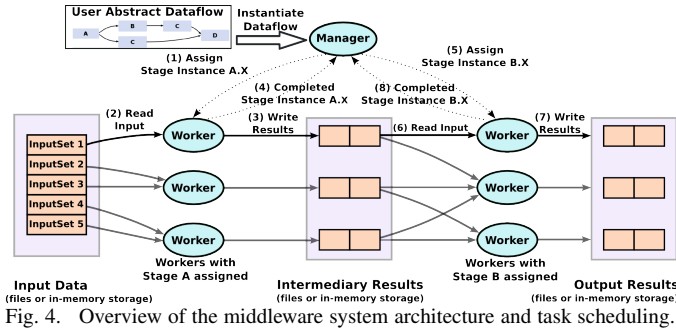 User Abstract Dataflow
A
B
C
C
D
Instantiate
Dataflow
Manager
(1) Assign
Stage Instance A.X
(5) Assign
Stage Instance B.X
(4) Completed
Stage Instance A.X
(8) Completed
Stage Instance B.X
(2) Read
Input
Worker
(3) Write
Results
(6) Read Input
Worker
(7) Write
Results
InputSet 1
InputSet 2
InputSet 3
InputSet 4
InputSet 5
Worker
Worker
Worker
Worker
Workers with
Stage A assigned
Workers with
Stage B assigned
Input Data
(files or in-memory storage)
Intermediary Results
(files or in-memory storage)
Output Results
(files or in-memory storage)
Fig. 4. Overview of the middleware system architecture and task scheduling.